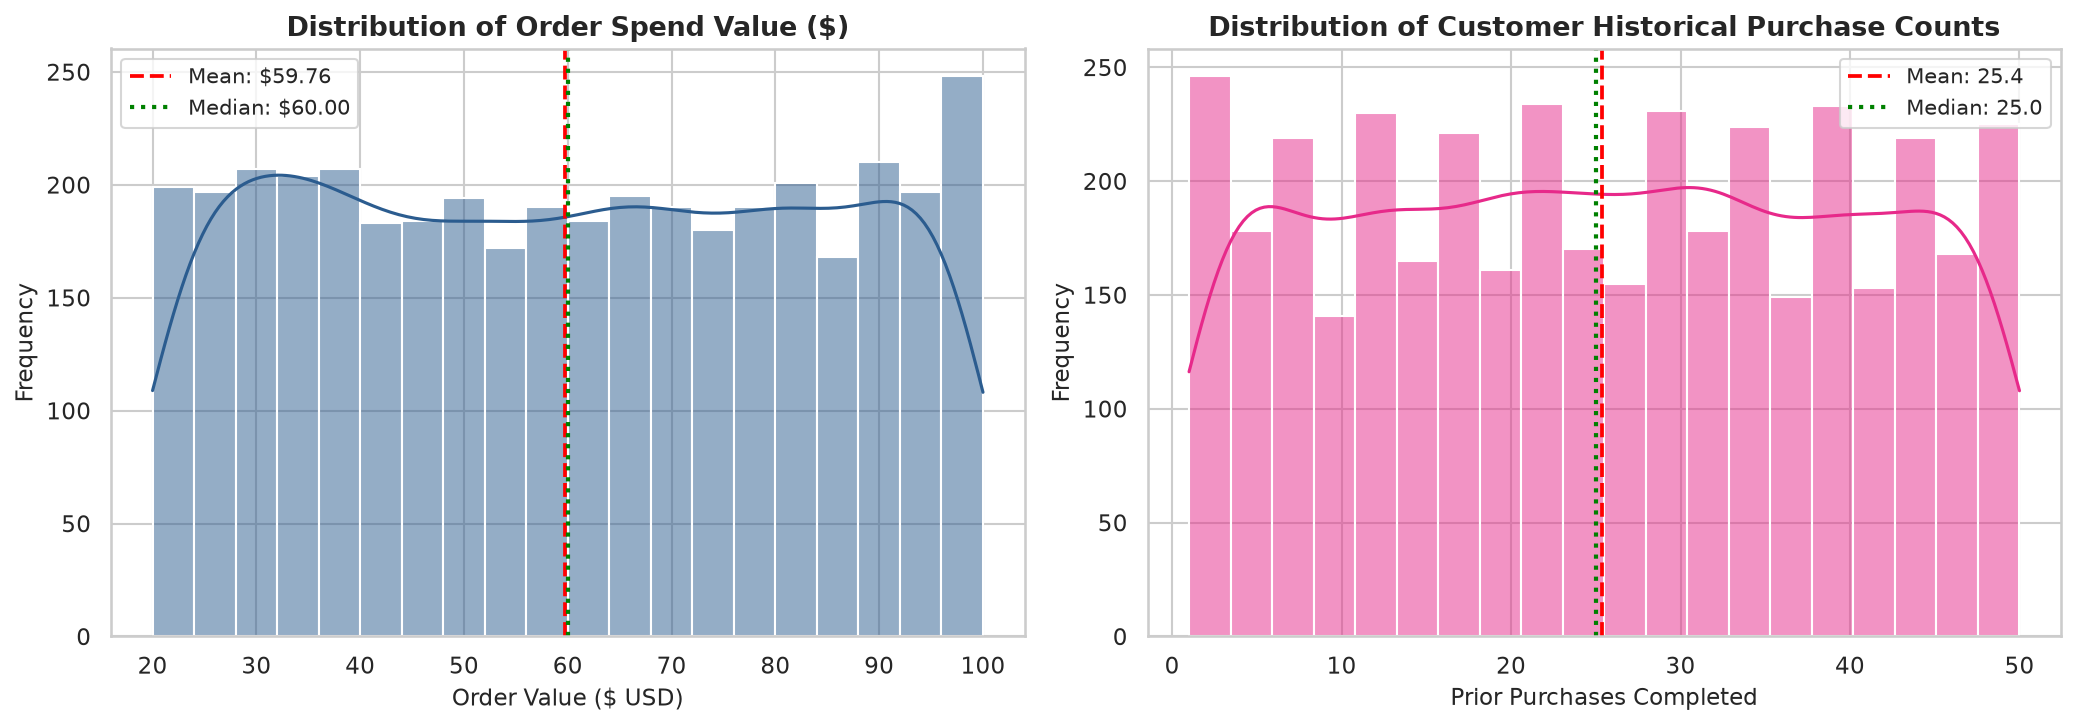 Distribution of Order Spend Value ($)
Mean: $59.76
Median: $60.00
250
200
150
100
50
0
Frequency
20 30 40 50 60 70 80 90 100
Order Value ($ USD)
Distribution of Customer Historical Purchase Counts
Mean: 25.4
Median: 25.0
250
200
150
100
50
0
Frequency
0 10 20 30 40 50
Prior Purchases Completed